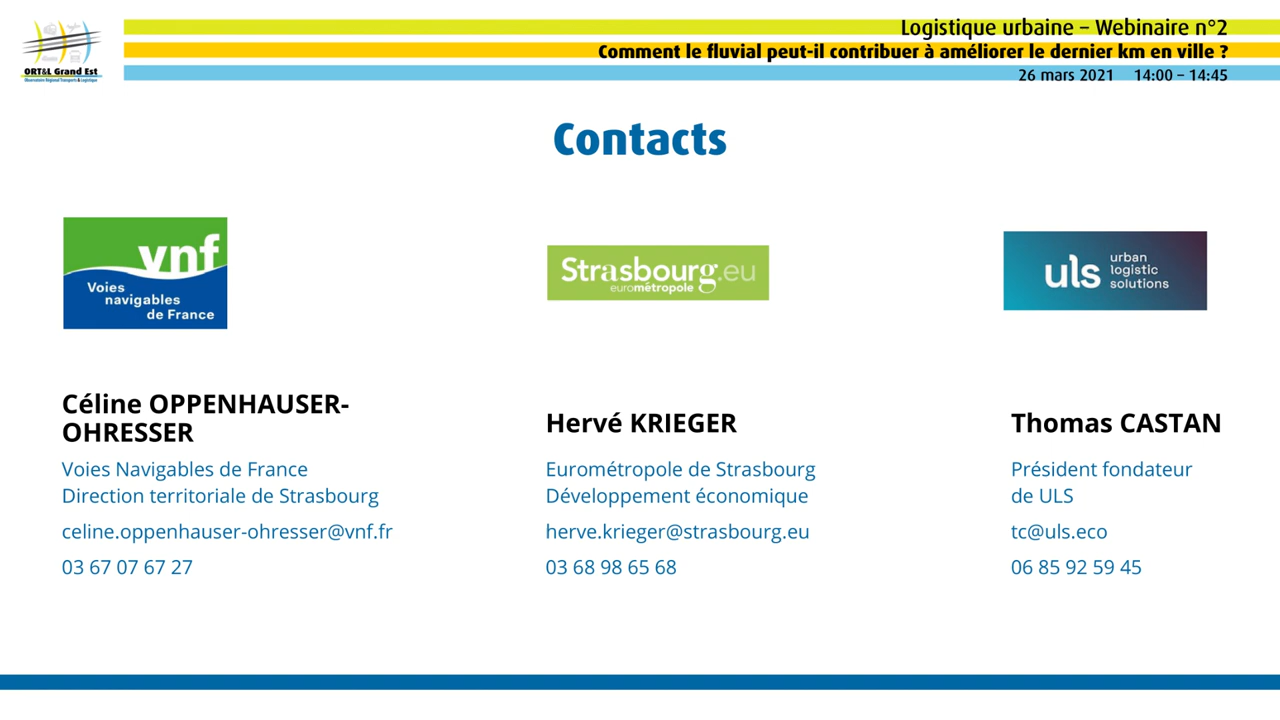 ORT&L Grand Est
Observatoire Régional Transports & Logistique
Logistique urbaine – Webinaire n°2
Comment le fluvial peut-il contribuer à améliorer le dernier km en ville ?
26 mars 2021 14:00 – 14:45
Contacts
vnf
Voies
navigables
de France
Strasbourg.eu
eurométropole
uls
urban
logistic
solutions
Céline OPPENHAUSER-
OHRESSER
Voies Navigables de France
Direction territoriale de Strasbourg
celine.oppenhauser-ohresser@vnf.fr
03 67 07 67 27
Hervé KRIEGER
Eurométropole de Strasbourg
Développement économique
herve.krieger@strasbourg.eu
03 68 98 65 68
Thomas CASTAN
Président fondateur
de ULS
tc@uls.eco
06 85 92 59 45